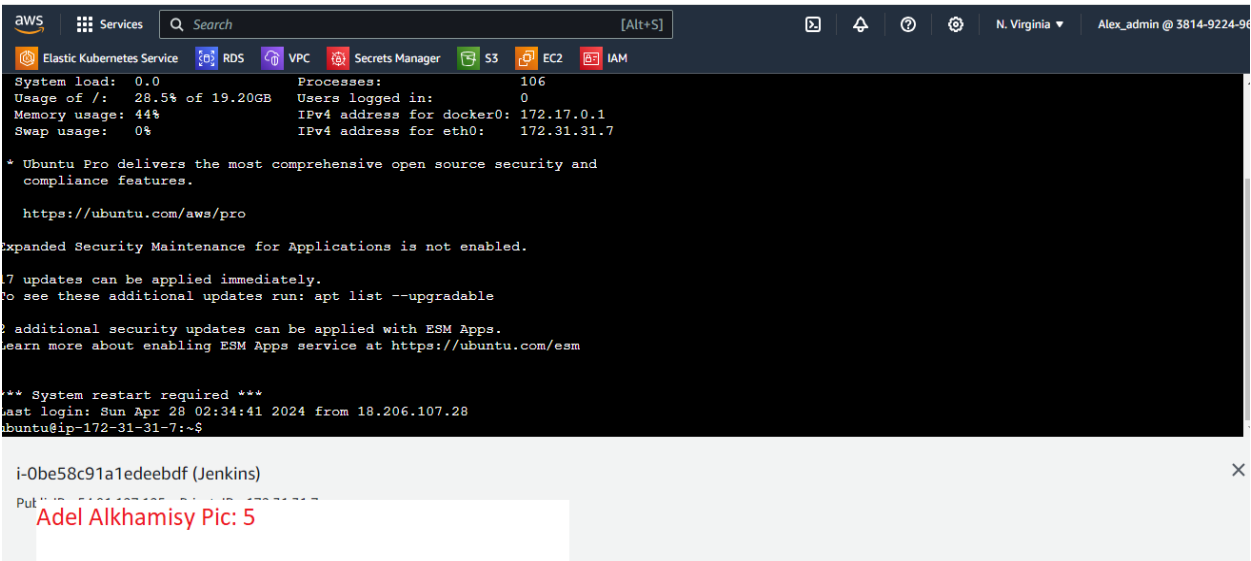 aws Services Search [Alt+S] N. Virginia ▼ Alex_admin @ 3814-9224-96
Elastic Kubernetes Service RDS VPC Secrets Manager S3 EC2 IAM
System load: 0.0 Processes: 106
Usage of /: 28.5% of 19.20GB Users logged in: 0
Memory usage: 44% IPv4 address for docker0: 172.17.0.1
Swap usage: 0% IPv4 address for eth0: 172.31.31.7
* Ubuntu Pro delivers the most comprehensive open source security and
compliance features.
https://ubuntu.com/aws/pro
Expanded Security Maintenance for Applications is not enabled.
17 updates can be applied immediately.
To see these additional updates run: apt list --upgradable
2 additional security updates can be applied with ESM Apps.
Learn more about enabling ESM Apps service at https://ubuntu.com/esm
*** System restart required ***
Last login: Sun Apr 28 02:34:41 2024 from 18.206.107.28
ubuntu@ip-172-31-31-7:~$
i-0be58c91a1edeebdf (Jenkins)
Adel Alkhamisy Pic: 5